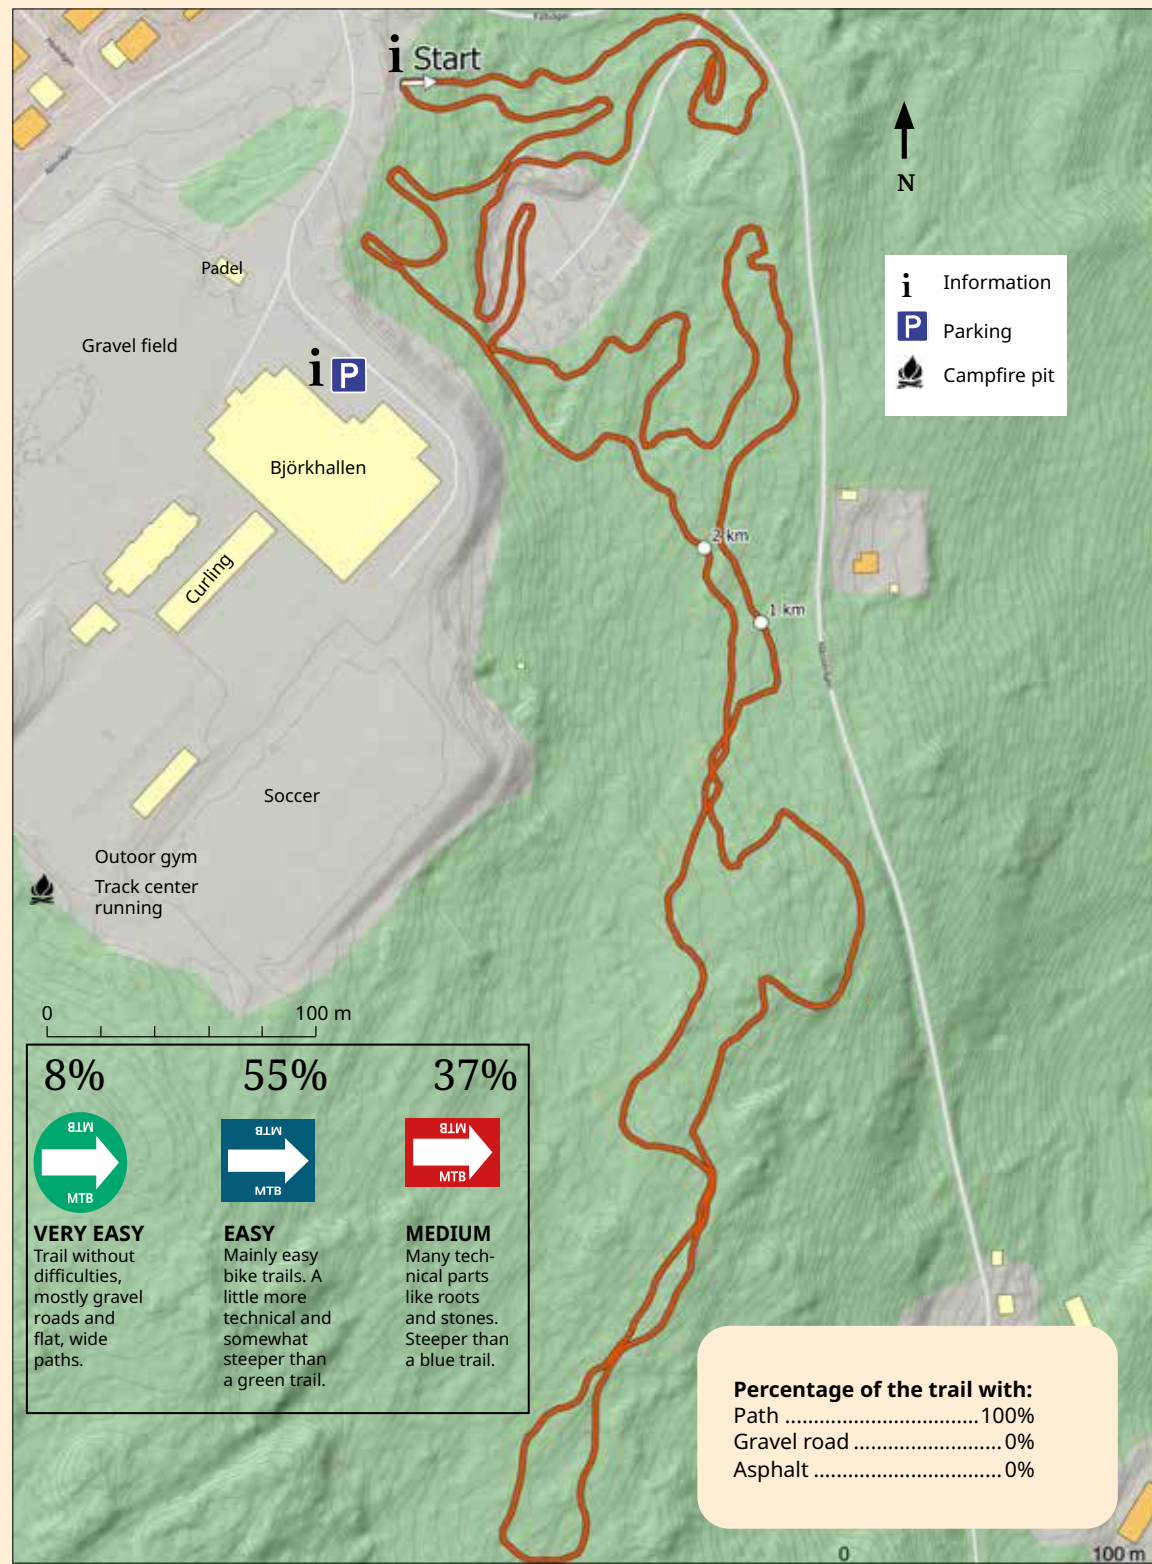 i Start
N
i Information
P Parking
Campfire pit
Padel
Gravel field
i P
Björkhallen
Curling
2 km
1 km
Soccer
Outoor gym
Track center
running
0 100 m
8%
MTB
MTB
VERY EASY
Trail without
difficulties,
mostly gravel
roads and
flat, wide
paths.
55%
MTB
MTB
EASY
Mainly easy
bike trails. A
little more
technical and
somewhat
steeper than
a green trail.
37%
MTB
MTB
MEDIUM
Many tech-
nical parts
like roots
and stones.
Steeper than
a blue trail.
Percentage of the trail with:
Path .................................. 100%
Gravel road .......................... 0%
Asphalt ................................. 0%
0 100 m